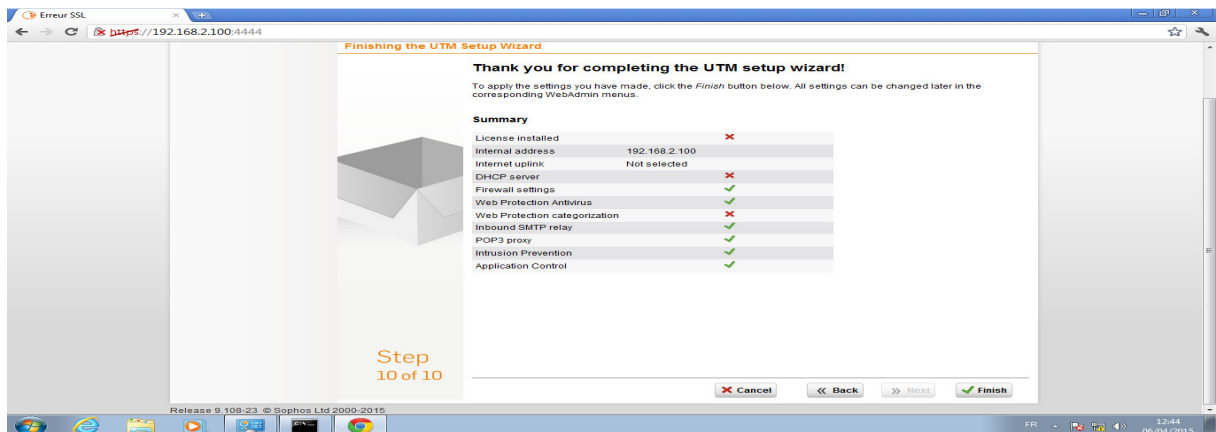 Erreur SSL
https://192.168.2.100:4444
Finishing the UTM Setup Wizard
Thank you for completing the UTM setup wizard!
To apply the settings you have made, click the Finish button below. All settings can be changed later in the
corresponding WebAdmin menus.
Summary
License installed
Internal address 192.168.2.100
Internet uplink Not selected
DHCP server
Firewall settings
Web Protection Antivirus
Web Protection categorization
Inbound SMTP relay
POP3 proxy
Intrusion Prevention
Application Control
Step
10 of 10
Cancel Back Next Finish
Release 9.108-23 © Sophos Ltd 2000-2015
FR 12:44
06/04/2015